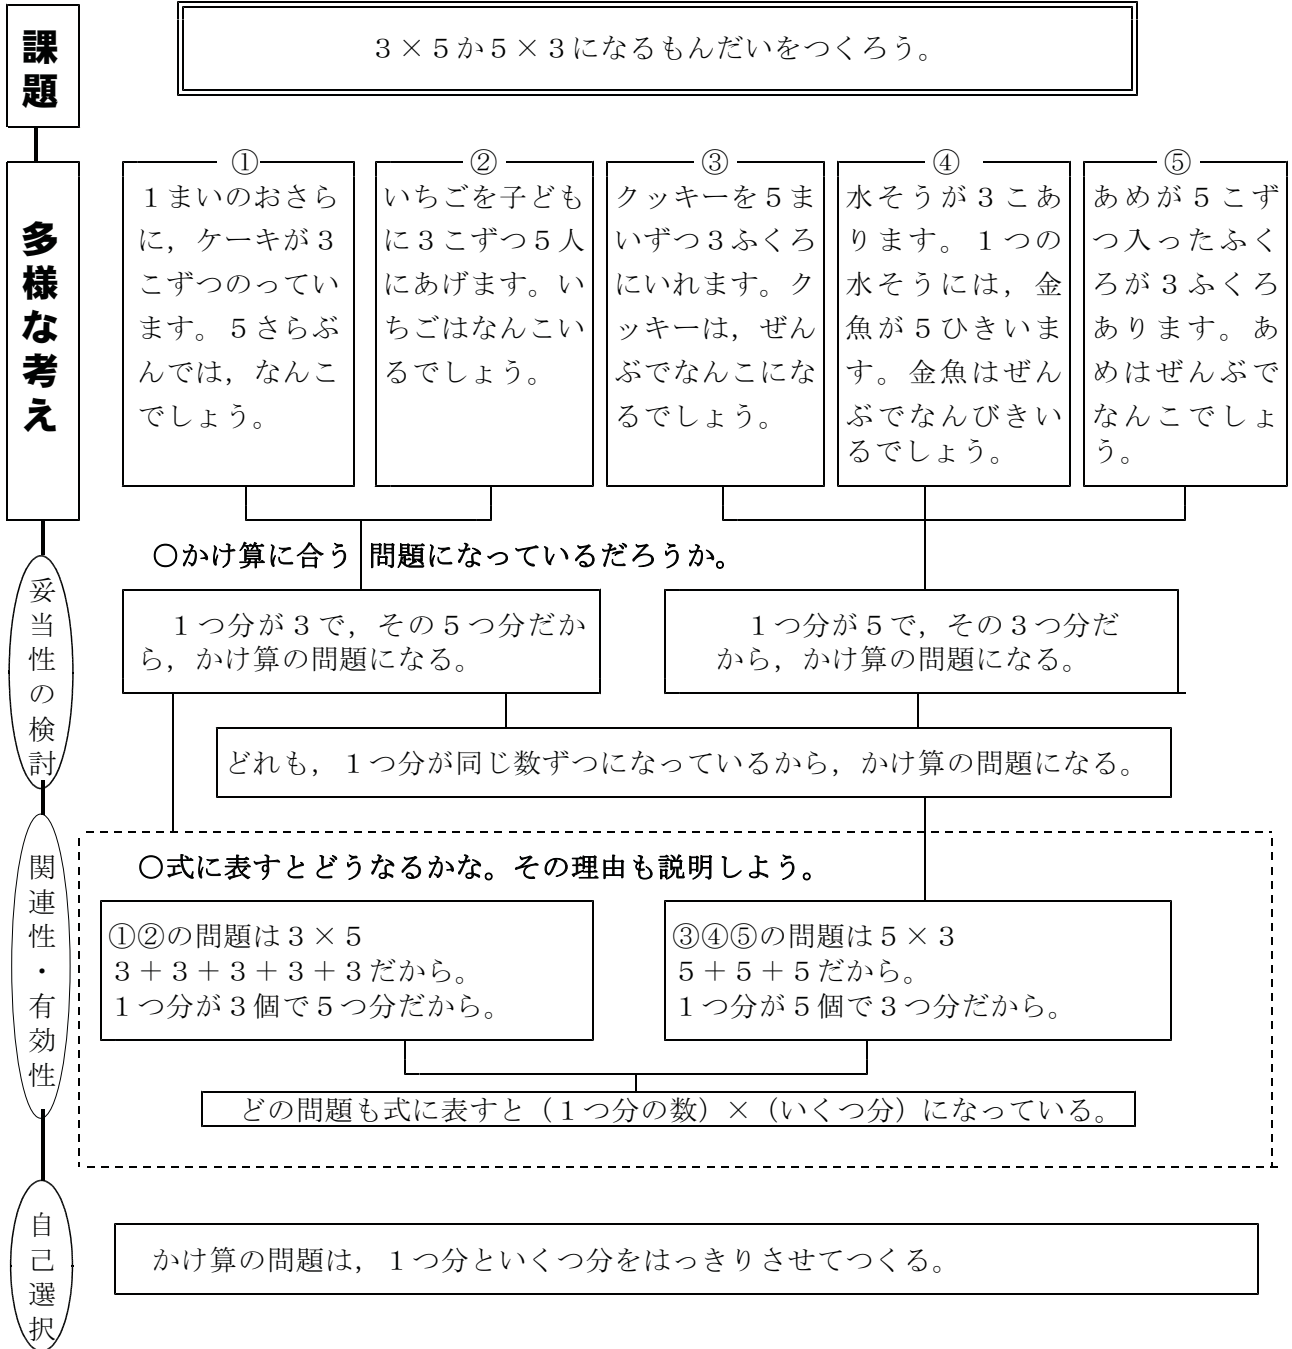 課題
３×５か５×３になるもんだいをつくろう。
多様な考え
①
１まいのおさら
に，ケーキが３
こずつのってい
ます。５さらぶ
んでは，なんこ
でしょう。
②
いちごを子ども
に３こずつ５人
にあげます。い
ちごはなんこい
るでしょう。
③
クッキーを５ま
いずつ３ふくろ
にいれます。ク
ッキーは，ぜん
ぶでなんこにな
るでしょう。
④
水そうが３こあ
ります。１つの
水そうには，金
魚が５ひきいま
す。金魚はぜん
ぶでなんびきい
るでしょう。
⑤
あめが５こず
つ入ったふく
ろが３ふくろ
あります。あ
めはぜんぶで
なんこでしょ
う。
妥当性の検討
○かけ算に合う問題になっているだろうか。
１つ分が３で，その５つ分だか
ら，かけ算の問題になる。
１つ分が５で，その３つ分だ
から，かけ算の問題になる。
どれも，１つ分が同じ数ずつになっているから，かけ算の問題になる。
関連性・有効性
○式に表すとどうなるかな。その理由も説明しよう。
①②の問題は３×５
３＋３＋３＋３＋３だから。
１つ分が３個で５つ分だから。
③④⑤の問題は５×３
５＋５＋５だから。
１つ分が５個で３つ分だから。
どの問題も式に表すと（１つ分の数）×（いくつ分）になっている。
自己選択
かけ算の問題は，１つ分といくつ分をはっきりさせてつくる。